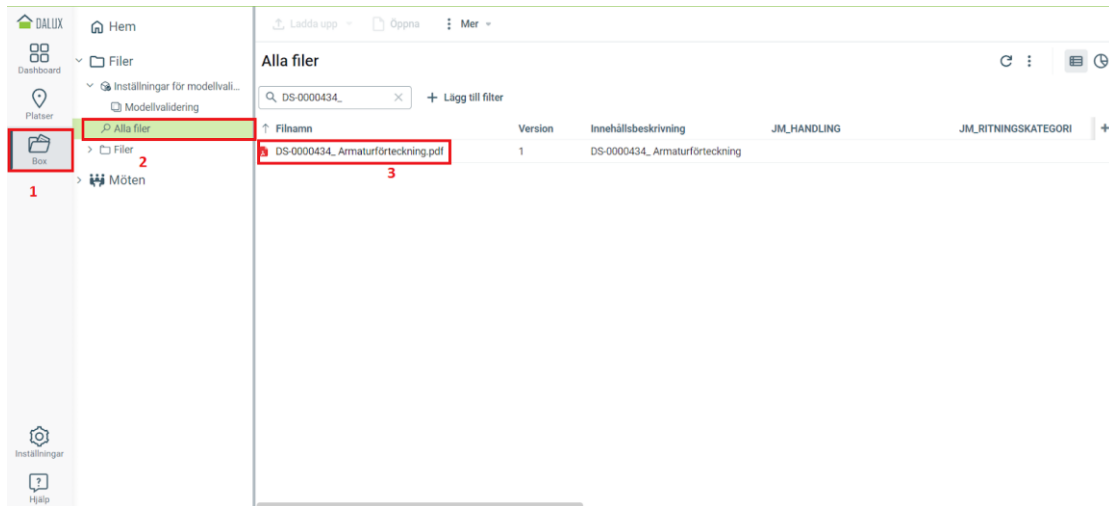 DALUX
Dashboard
Platser
Box
1
Inställningar
Hjälp
Hem
Filer
Inställningar för modellvali...
Modellvalidering
Alla filer
Filer
2
Möten
Ladda upp Öppna Mer
Alla filer
DS-0000434_ Lägg till filter
Filnamn Version Innehållsbeskrivning JM_HANDLING JM_RITNINGSKATEGORI
DS-0000434_ Armaturförteckning.pdf 1 DS-0000434_ Armaturförteckning
3